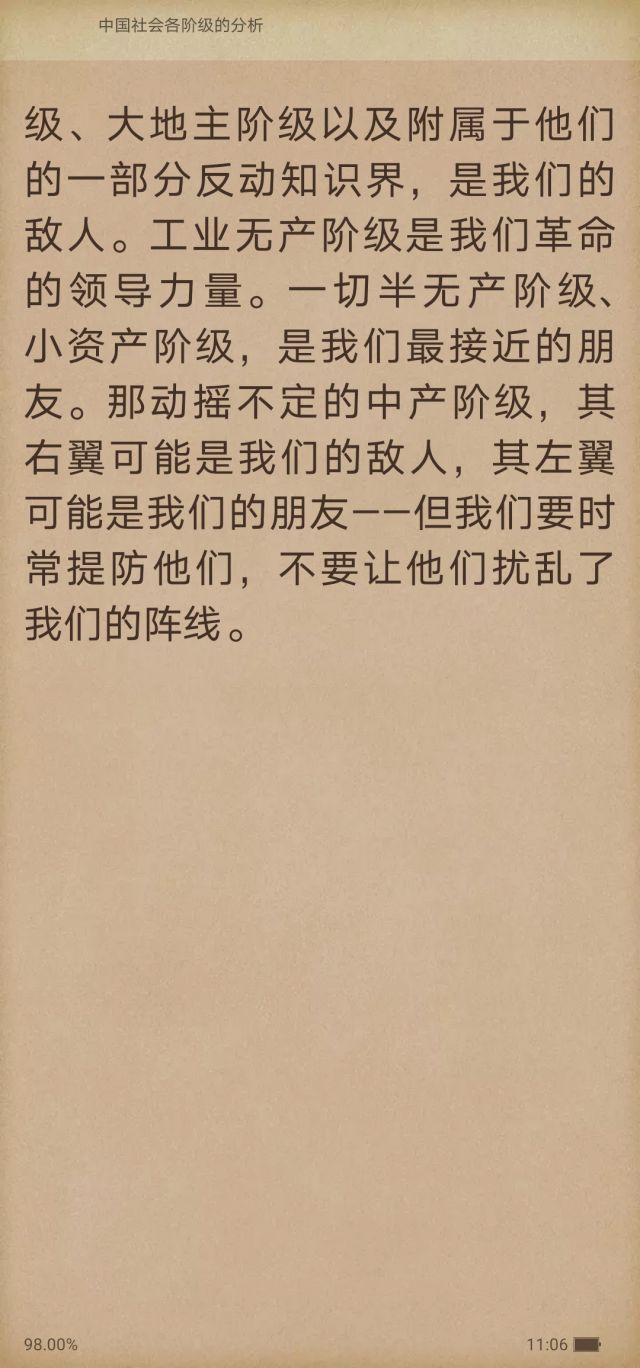 中国社会各阶级的分析
级、大地主阶级以及附属于他们
的一部分反动知识界，是我们的
敌人。工业无产阶级是我们革命
的领导力量。一切半无产阶级、
小资产阶级，是我们最接近的朋
友。那动摇不定的中产阶级，其
右翼可能是我们的敌人，其左翼
可能是我们的朋友——但我们要时
常提防他们，不要让他们扰乱了
我们的阵线。
98.00%
11:06